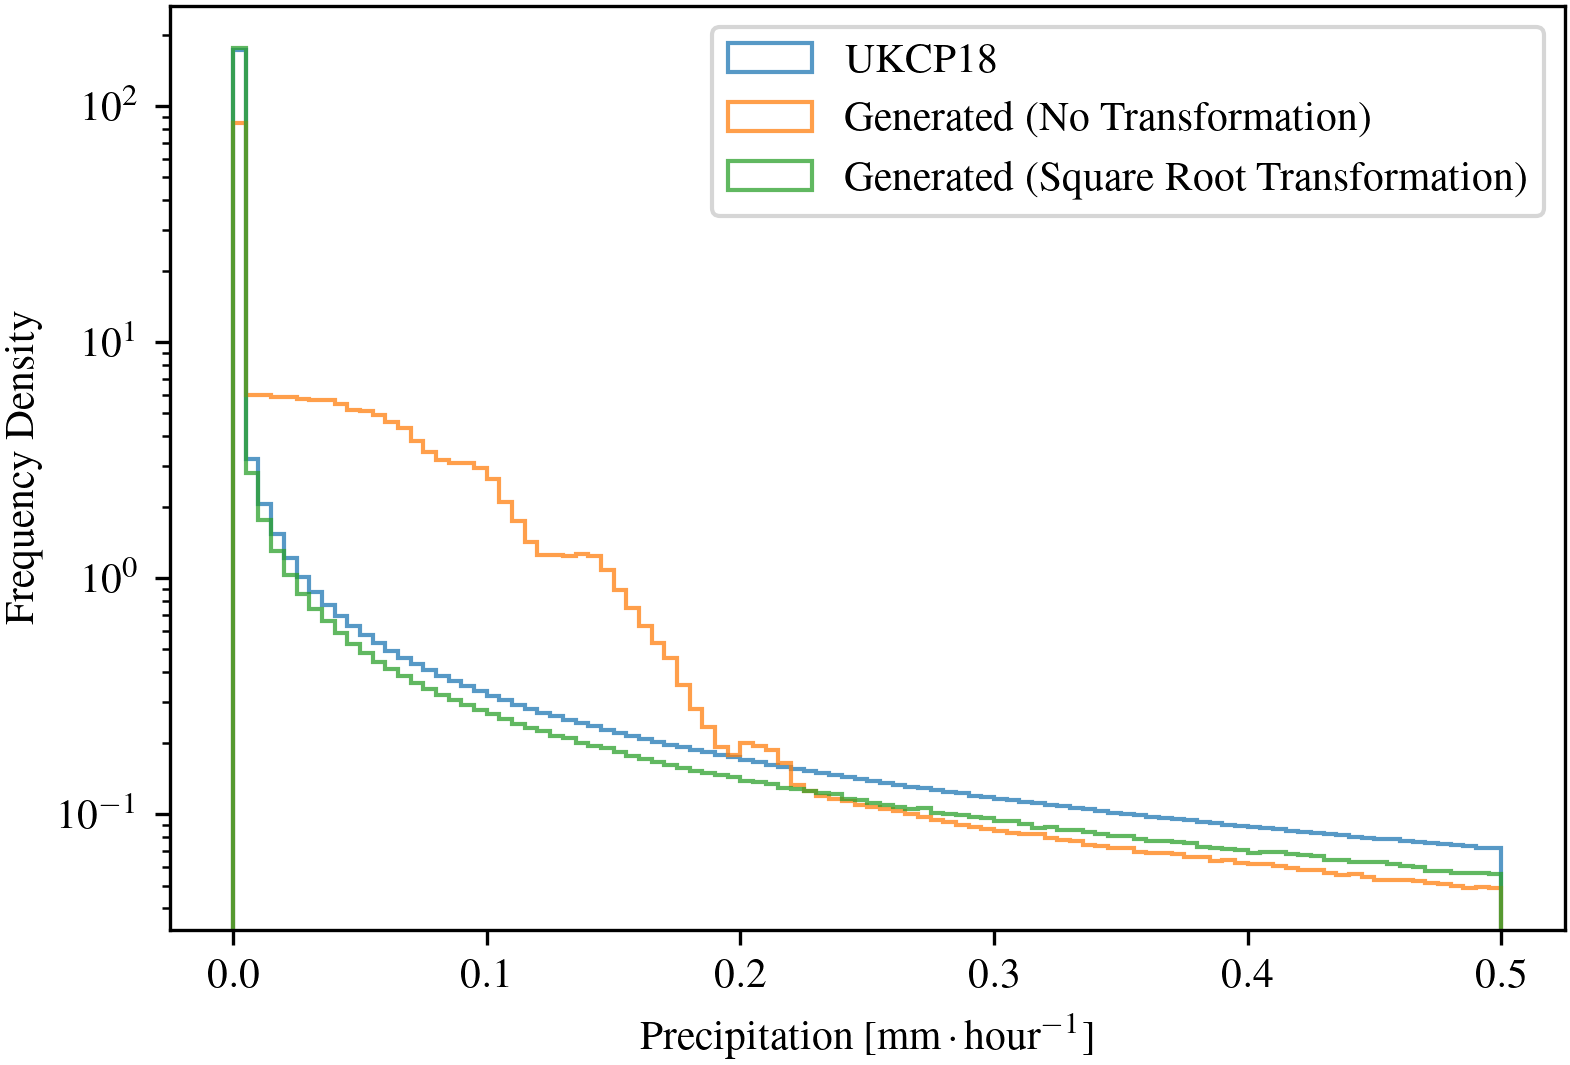 UKCP18
Generated (No Transformation)
Generated (Square Root Transformation)
Frequency Density
10²
10¹
10⁰
10⁻¹
0.0 0.1 0.2 0.3 0.4 0.5
Precipitation [mm · hour⁻¹]